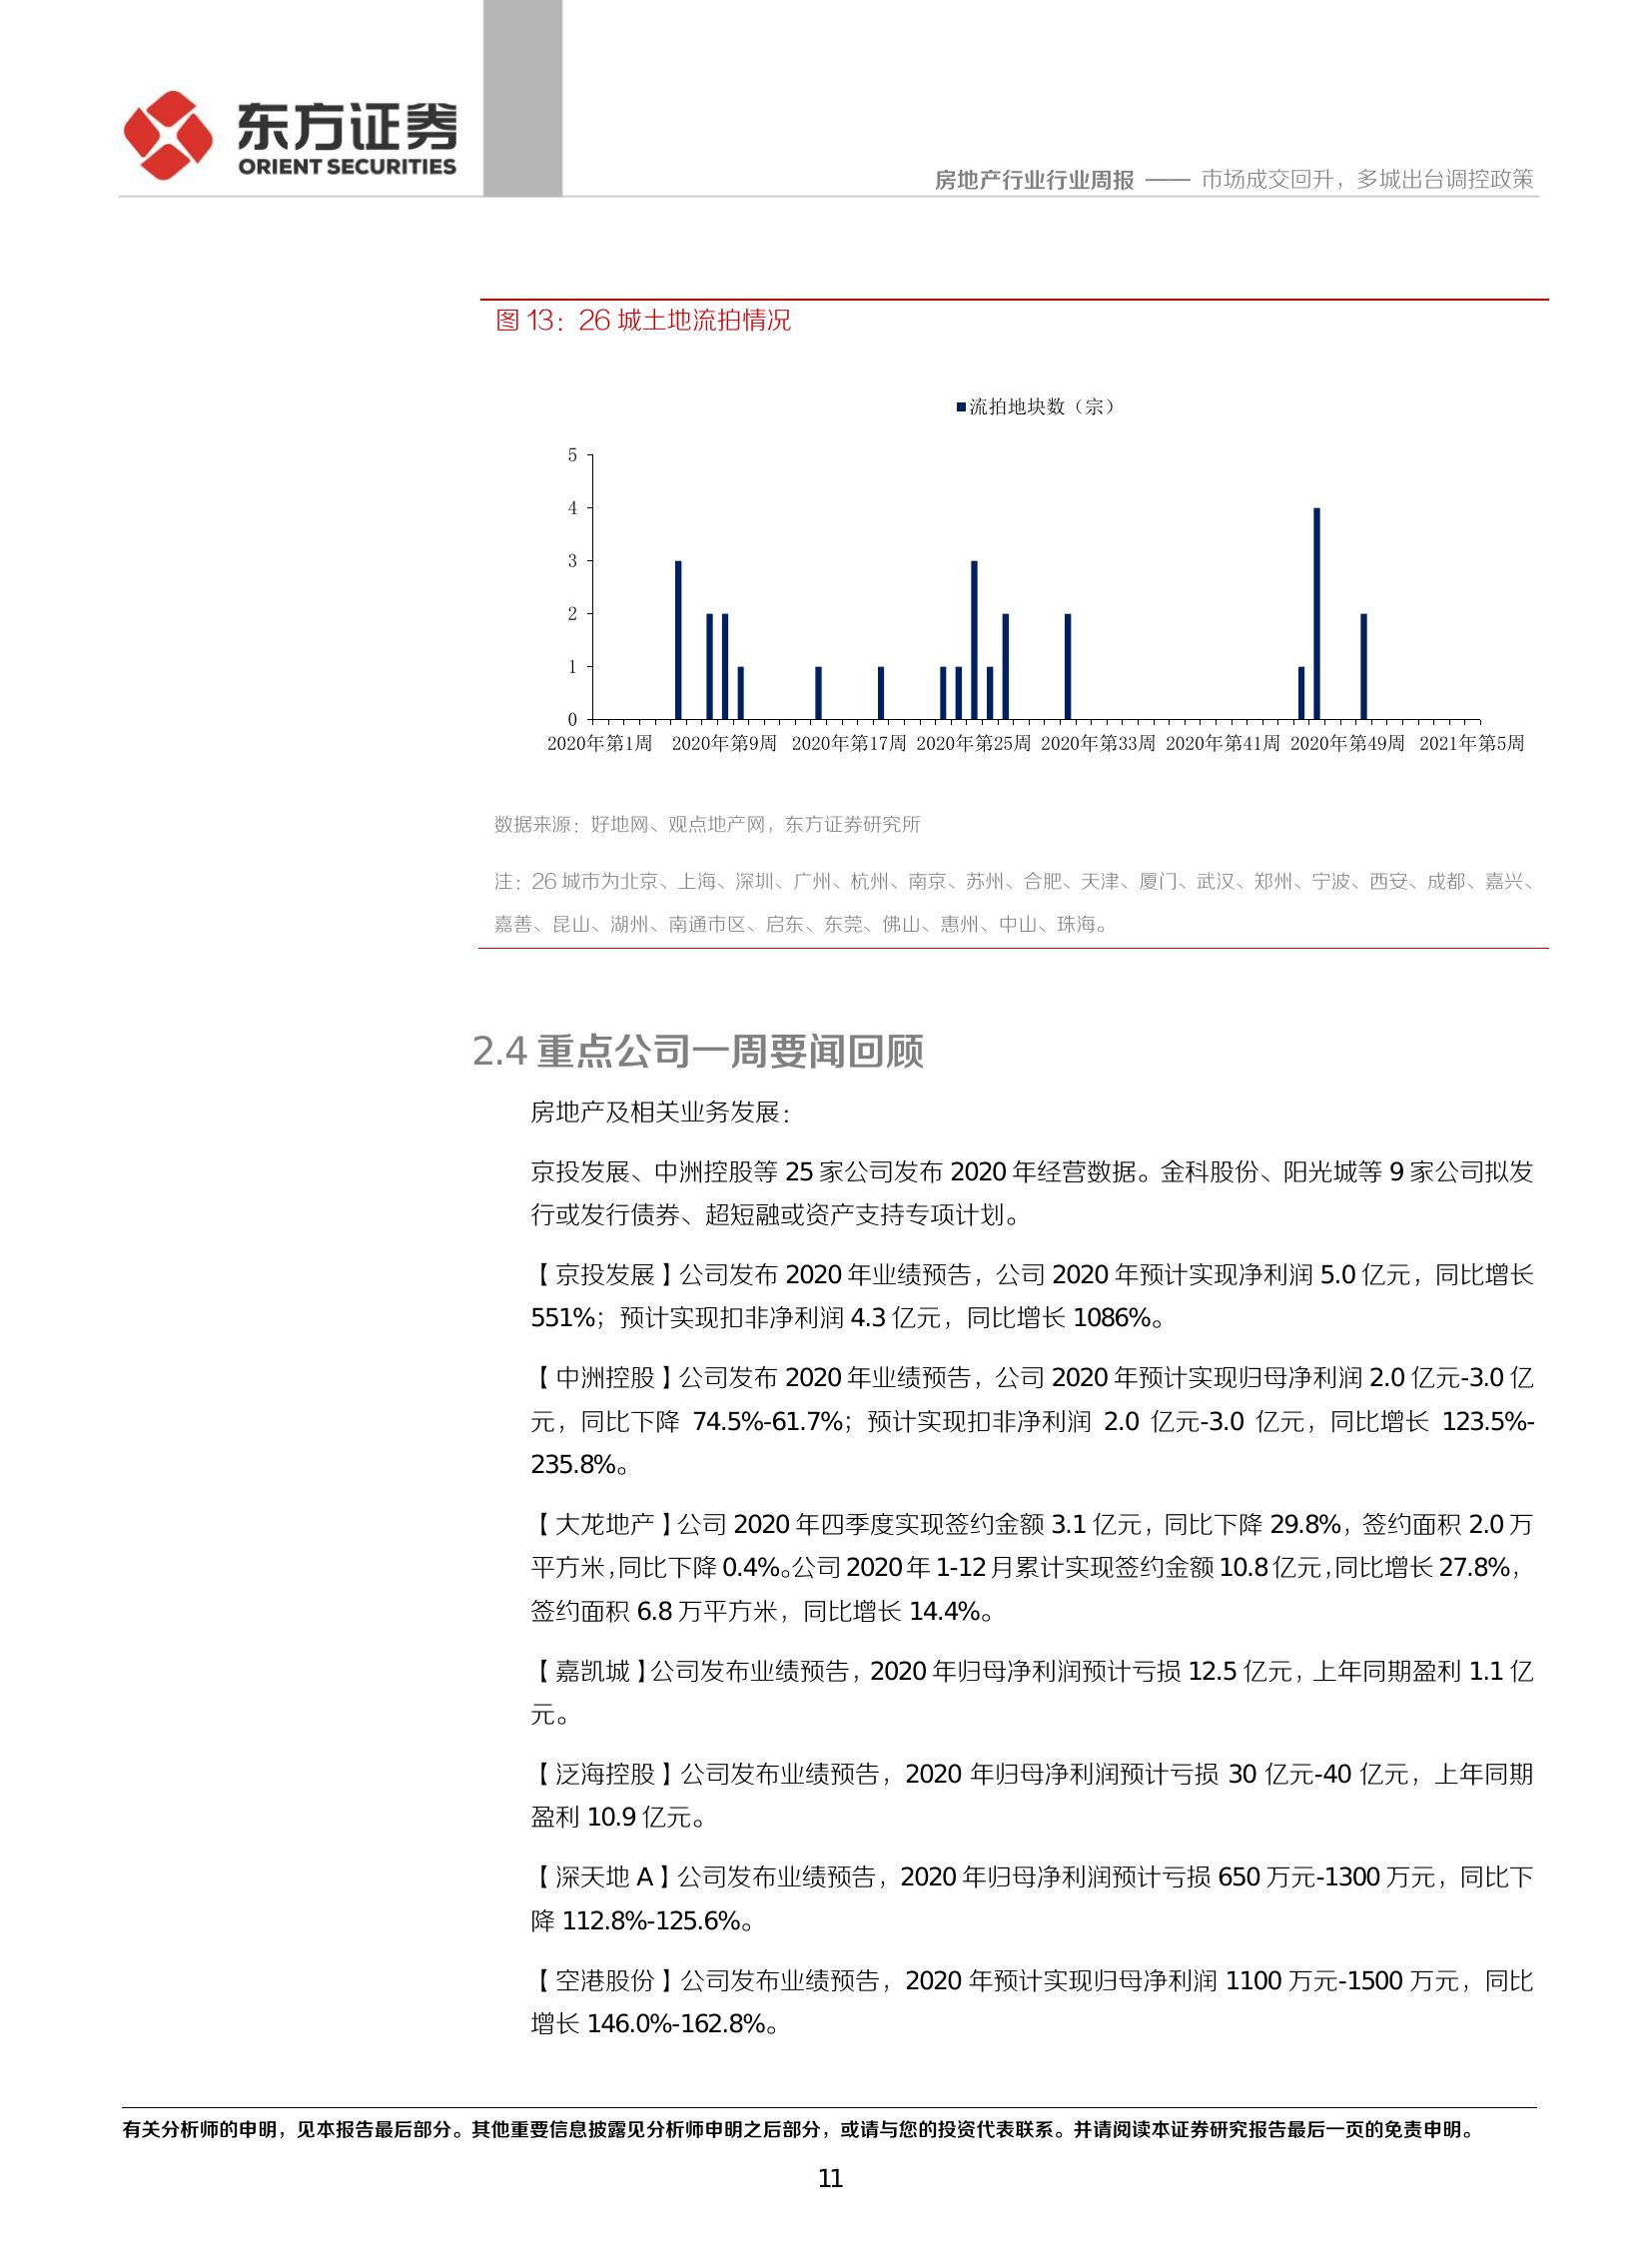 东方证券
ORIENT SECURITIES
房地产行业行业周报 —— 市场成交回升，多城出台调控政策
图 13：26 城土地流拍情况
流拍地块数（宗）
5
4
3
2
1
0
2020年第1周 2020年第9周 2020年第17周 2020年第25周 2020年第33周 2020年第41周 2020年第49周 2021年第5周
数据来源：好地网、观点地产网，东方证券研究所
注：26 城市为北京、上海、深圳、广州、杭州、南京、苏州、合肥、天津、厦门、武汉、郑州、宁波、西安、成都、嘉兴、
嘉善、昆山、湖州、南通市区、启东、东莞、佛山、惠州、中山、珠海。
2.4 重点公司一周要闻回顾
房地产及相关业务发展：
京投发展、中洲控股等 25 家公司发布 2020 年经营数据。金科股份、阳光城等 9 家公司拟发
行或发行债券、超短融或资产支持专项计划。
【京投发展】公司发布 2020 年业绩预告，公司 2020 年预计实现净利润 5.0 亿元，同比增长
551%；预计实现扣非净利润 4.3 亿元，同比增长 1086%。
【中洲控股】公司发布 2020 年业绩预告，公司 2020 年预计实现归母净利润 2.0 亿元-3.0 亿
元，同比下降 74.5%-61.7%；预计实现扣非净利润 2.0 亿元-3.0 亿元，同比增长 123.5%-
235.8%。
【大龙地产】公司 2020 年四季度实现签约金额 3.1 亿元，同比下降 29.8%，签约面积 2.0 万
平方米，同比下降 0.4%。公司 2020 年 1-12 月累计实现签约金额 10.8 亿元，同比增长 27.8%，
签约面积 6.8 万平方米，同比增长 14.4%。
【嘉凯城】公司发布业绩预告，2020 年归母净利润预计亏损 12.5 亿元，上年同期盈利 1.1 亿
元。
【泛海控股】公司发布业绩预告，2020 年归母净利润预计亏损 30 亿元-40 亿元，上年同期
盈利 10.9 亿元。
【深天地 A】公司发布业绩预告，2020 年归母净利润预计亏损 650 万元-1300 万元，同比下
降 112.8%-125.6%。
【空港股份】公司发布业绩预告，2020 年预计实现归母净利润 1100 万元-1500 万元，同比
增长 146.0%-162.8%。
有关分析师的申明，见本报告最后部分。其他重要信息披露见分析师申明之后部分，或请与您的投资代表联系。并请阅读本证券研究报告最后一页的免责申明。
11